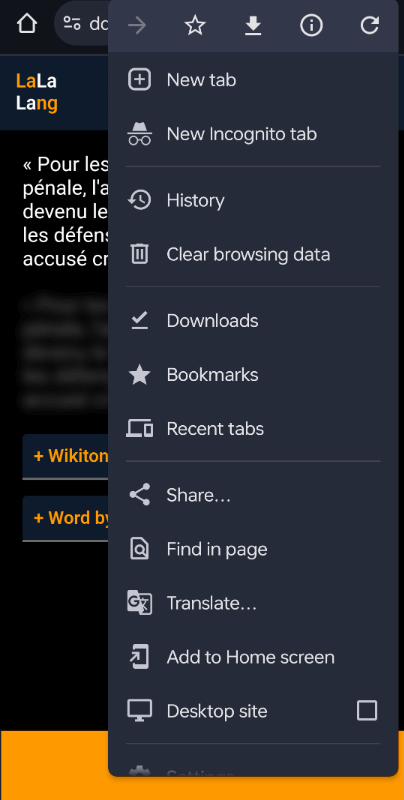 dc
LaLa
Lang
« Pour les
pénale, l'a
devenu le
les défens
accusé cr
+ Wikiton
+ Word by
New tab
New Incognito tab
History
Clear browsing data
Downloads
Bookmarks
Recent tabs
Share...
Find in page
Translate...
Add to Home screen
Desktop site
Settings